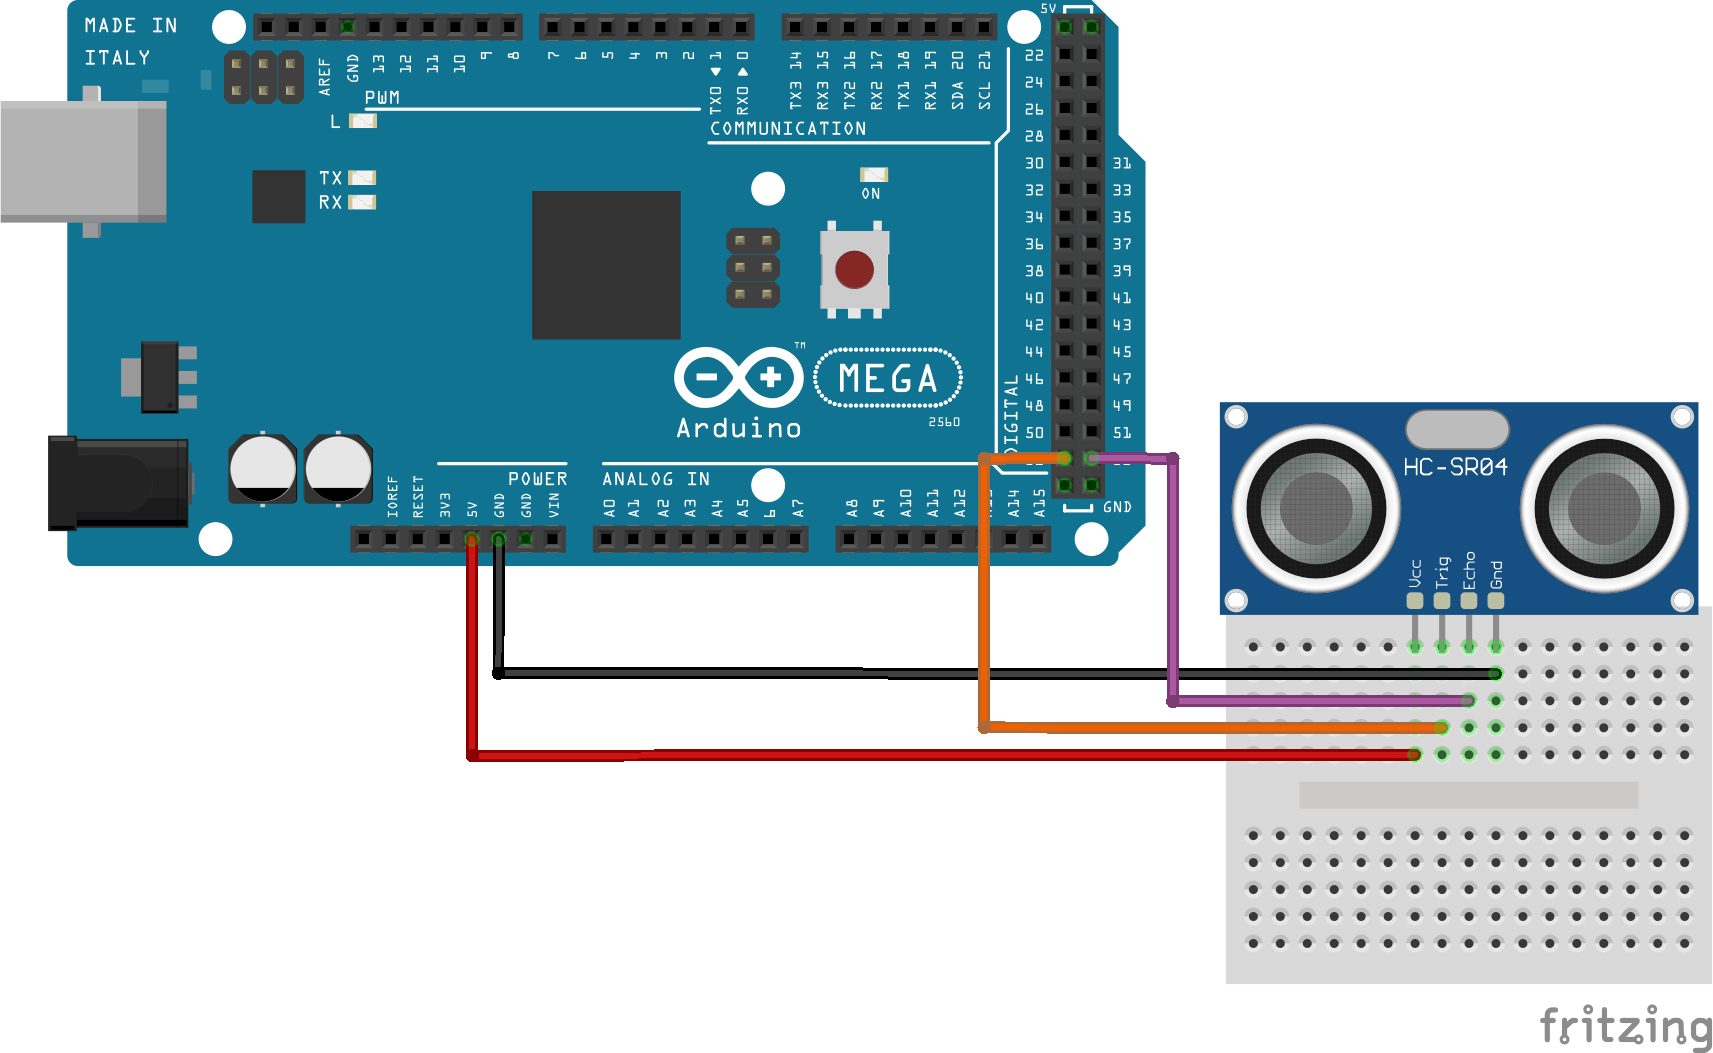 MADE IN
ITALY
AREF
GND
13
12
11
10
9
8
7
6
5
4
3
2
TX0 1
RX0 0
TX3 14
RX3 15
TX2 16
RX2 17
TX1 18
RX1 19
SDA 20
SCL 21
5V
PWM
COMMUNICATION
L
TX
RX
ON
22
24
26
28
30 31
32 33
34 35
36 37
38 39
40 41
42 43
44 45
46 47
48 49
50 51
DIGITAL
GND
TM
MEGA
2560
Arduino
POWER
ANALOG IN
IOREF
RESET
3V3
5V
GND
GND
VIN
A0
A1
A2
A3
A4
A5
6
A7
A8
A9
A10
A11
A12
A14
A15
HC-SR04
Vcc
Trig
Echo
Gnd
fritzing